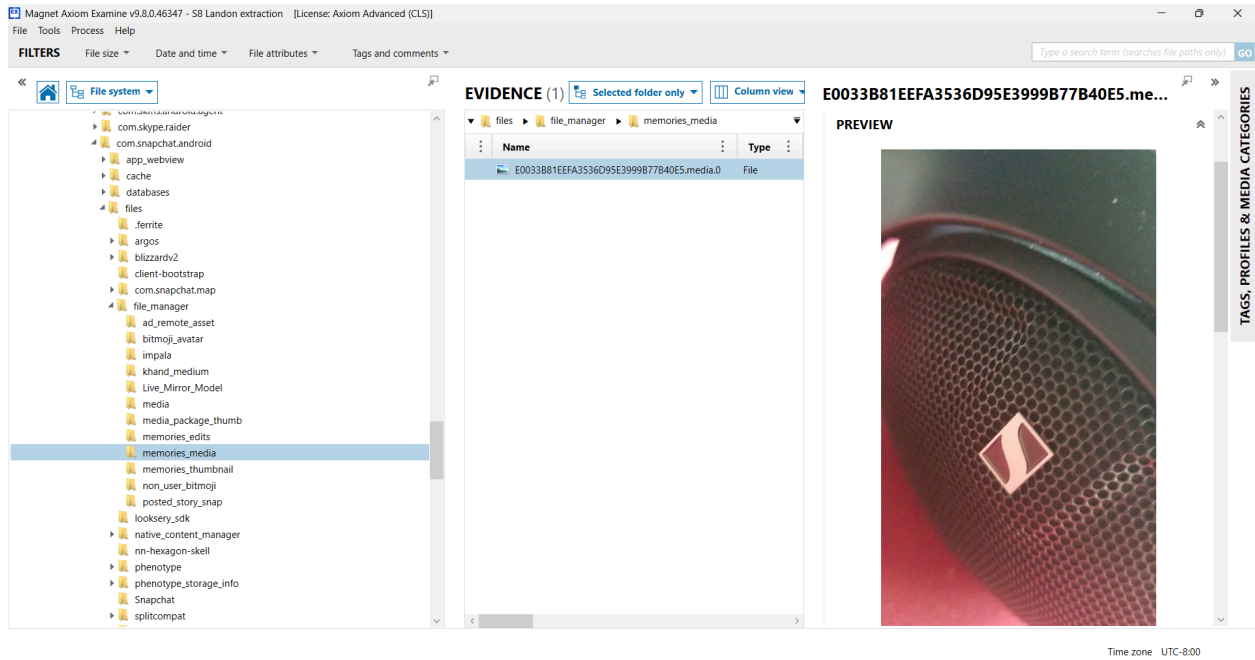 Magnet Axiom Examine v9.8.0.46347 - S8 Landon extraction [License: Axiom Advanced (CLS)]
File Tools Process Help
FILTERS File size Date and time File attributes Tags and comments Type a search term (searches file paths only) GO
File system
com.skms.android.agent
com.skype.raider
com.snapchat.android
app_webview
cache
databases
files
.ferrite
argos
blizzardv2
client-bootstrap
com.snapchat.map
file_manager
ad_remote_asset
bitmoji_avatar
impala
khand_medium
Live_Mirror_Model
media
media_package_thumb
memories_edits
memories_media
memories_thumbnail
non_user_bitmoji
posted_story_snap
looksery_sdk
native_content_manager
nn-hexagon-skell
phenotype
phenotype_storage_info
Snapchat
splitcompat
EVIDENCE (1) Selected folder only Column view
files file_manager memories_media
Name Type
E0033B81EEFA3536D95E3999B77B40E5.media.0 File
E0033B81EEFA3536D95E3999B77B40E5.me...
PREVIEW
TAGS, PROFILES & MEDIA CATEGORIES
Time zone UTC-8:00